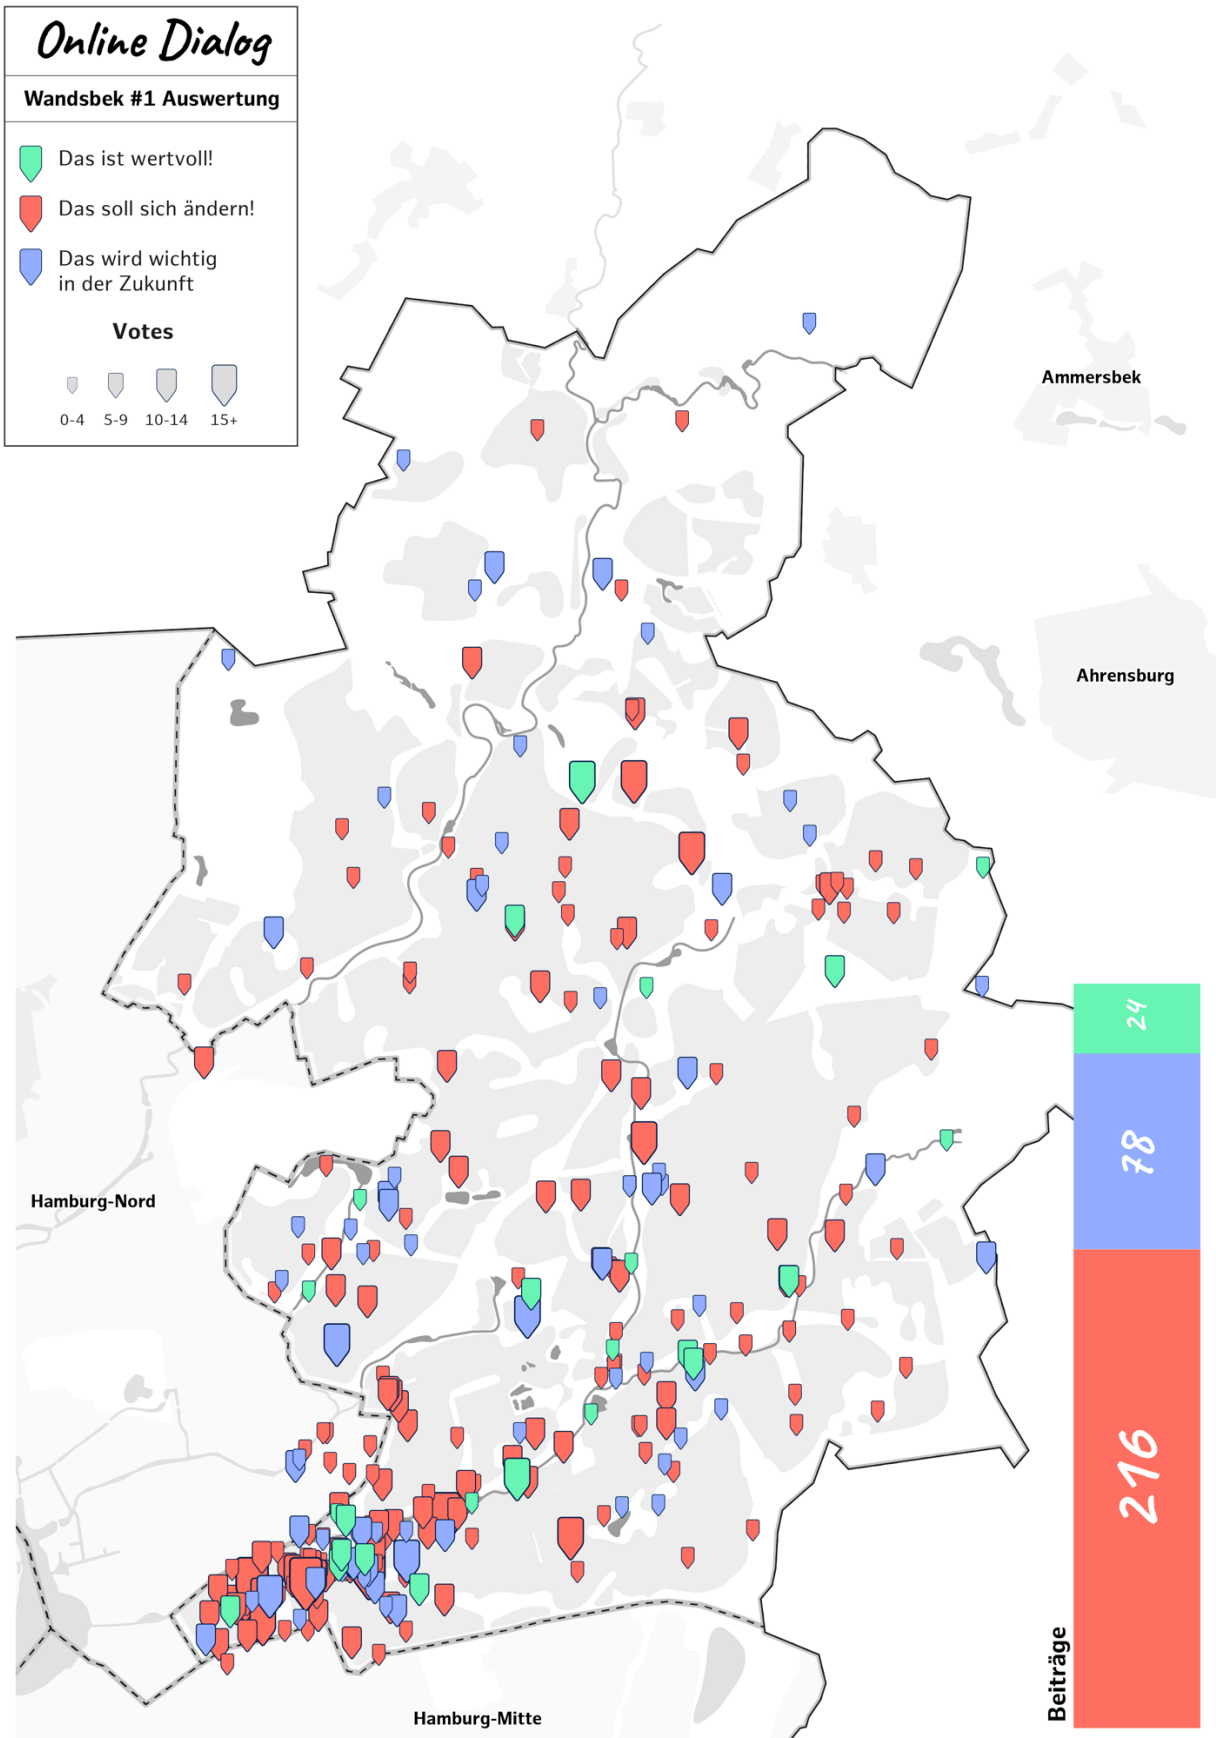 Online Dialog
Wandsbek #1 Auswertung
Das ist wertvoll!
Das soll sich ändern!
Das wird wichtig
in der Zukunft
Votes
0-4 5-9 10-14 15+
Ammersbek
Ahrensburg
Hamburg-Nord
Hamburg-Mitte
24
78
216
Beiträge